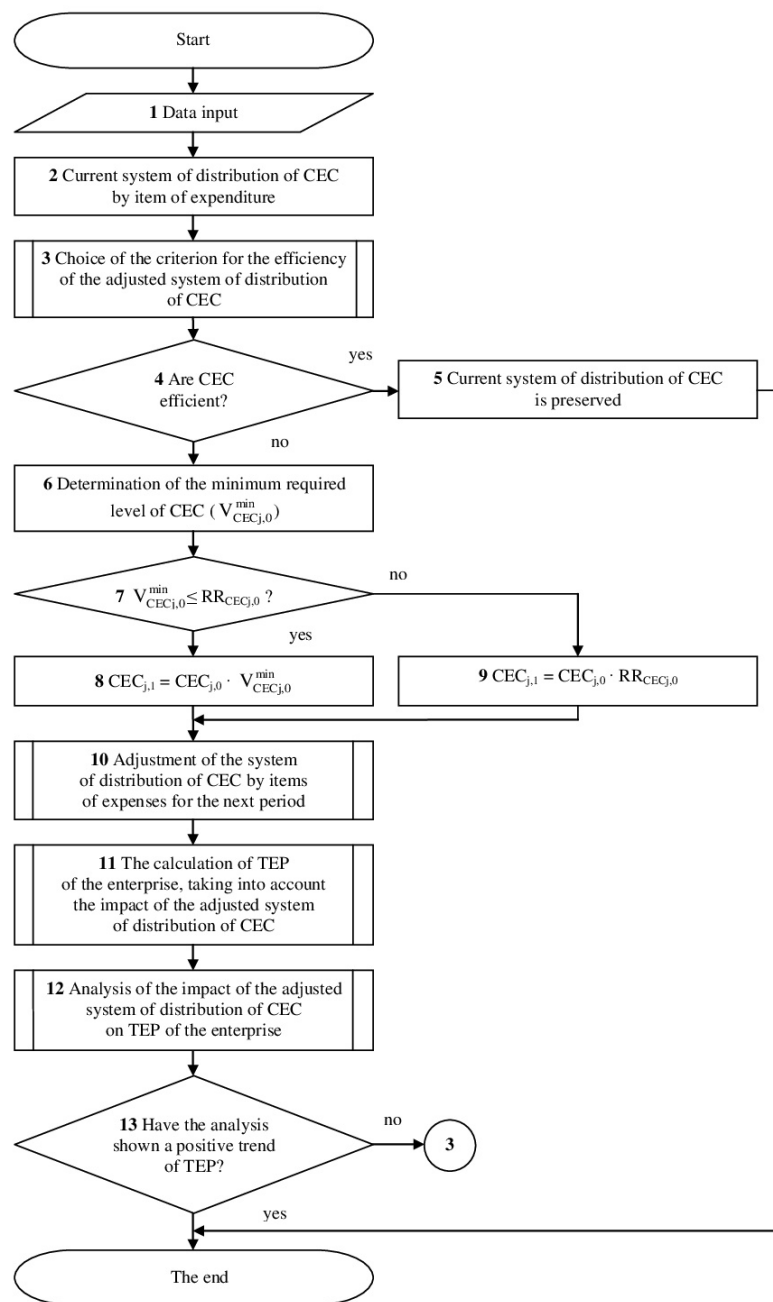 Start
1 Data input
2 Current system of distribution of CEC
by item of expenditure
3 Choice of the criterion for the efficiency
of the adjusted system of distribution
of CEC
yes
4 Are CEC
efficient?
5 Current system of distribution of CEC
is preserved
no
6 Determination of the minimum required
level of CEC ( V^min_CECj,0 )
no
7 V^min_CECj,0 ≤ RR_CECj,0 ?
yes
8 CEC_j,1 = CEC_j,0 · V^min_CECj,0
9 CEC_j,1 = CEC_j,0 · RR_CECj,0
10 Adjustment of the system
of distribution of CEC by items
of expenses for the next period
11 The calculation of TEP
of the enterprise, taking into account
the impact of the adjusted system
of distribution of CEC
12 Analysis of the impact of the adjusted
system of distribution of CEC
on TEP of the enterprise
13 Have the analysis
shown a positive trend
of TEP?
no
3
yes
The end